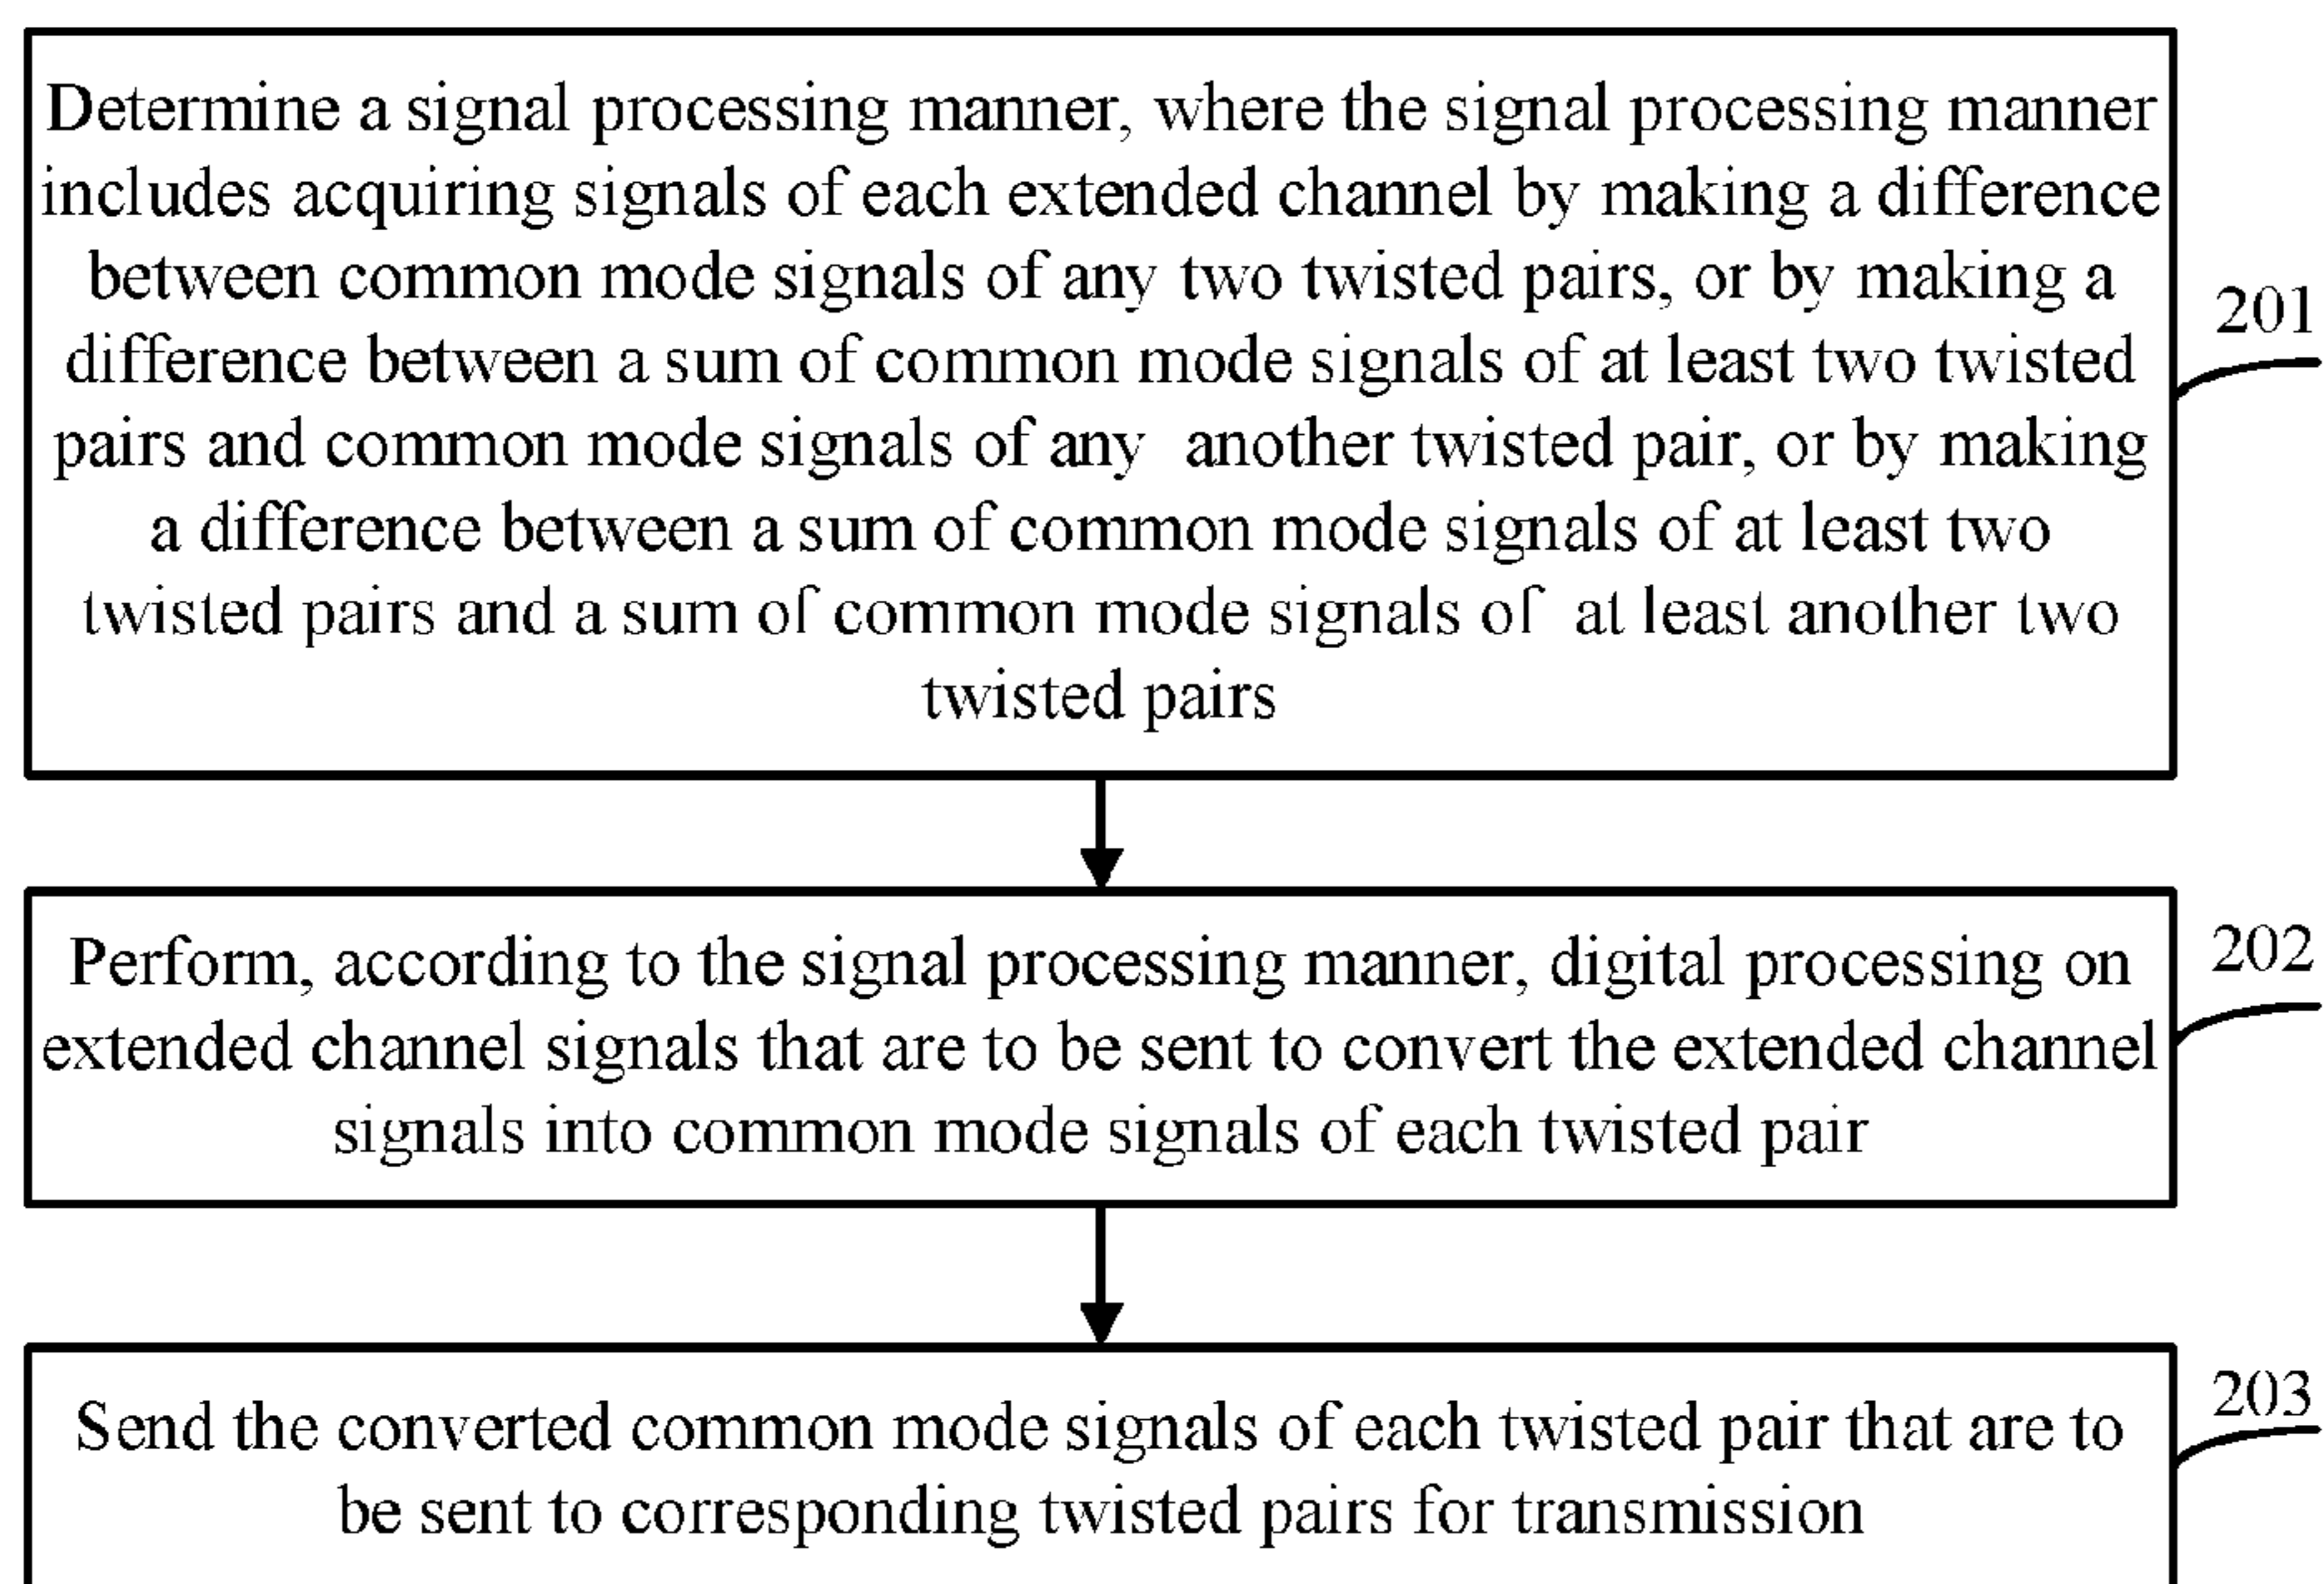 Determine a signal processing manner, where the signal processing manner
includes acquiring signals of each extended channel by making a difference
between common mode signals of any two twisted pairs, or by making a
difference between a sum of common mode signals of at least two twisted
pairs and common mode signals of any another twisted pair, or by making
a difference between a sum of common mode signals of at least two
twisted pairs and a sum of common mode signals of at least another two
twisted pairs
201
Perform, according to the signal processing manner, digital processing on
extended channel signals that are to be sent to convert the extended channel
signals into common mode signals of each twisted pair
202
Send the converted common mode signals of each twisted pair that are to
be sent to corresponding twisted pairs for transmission
203